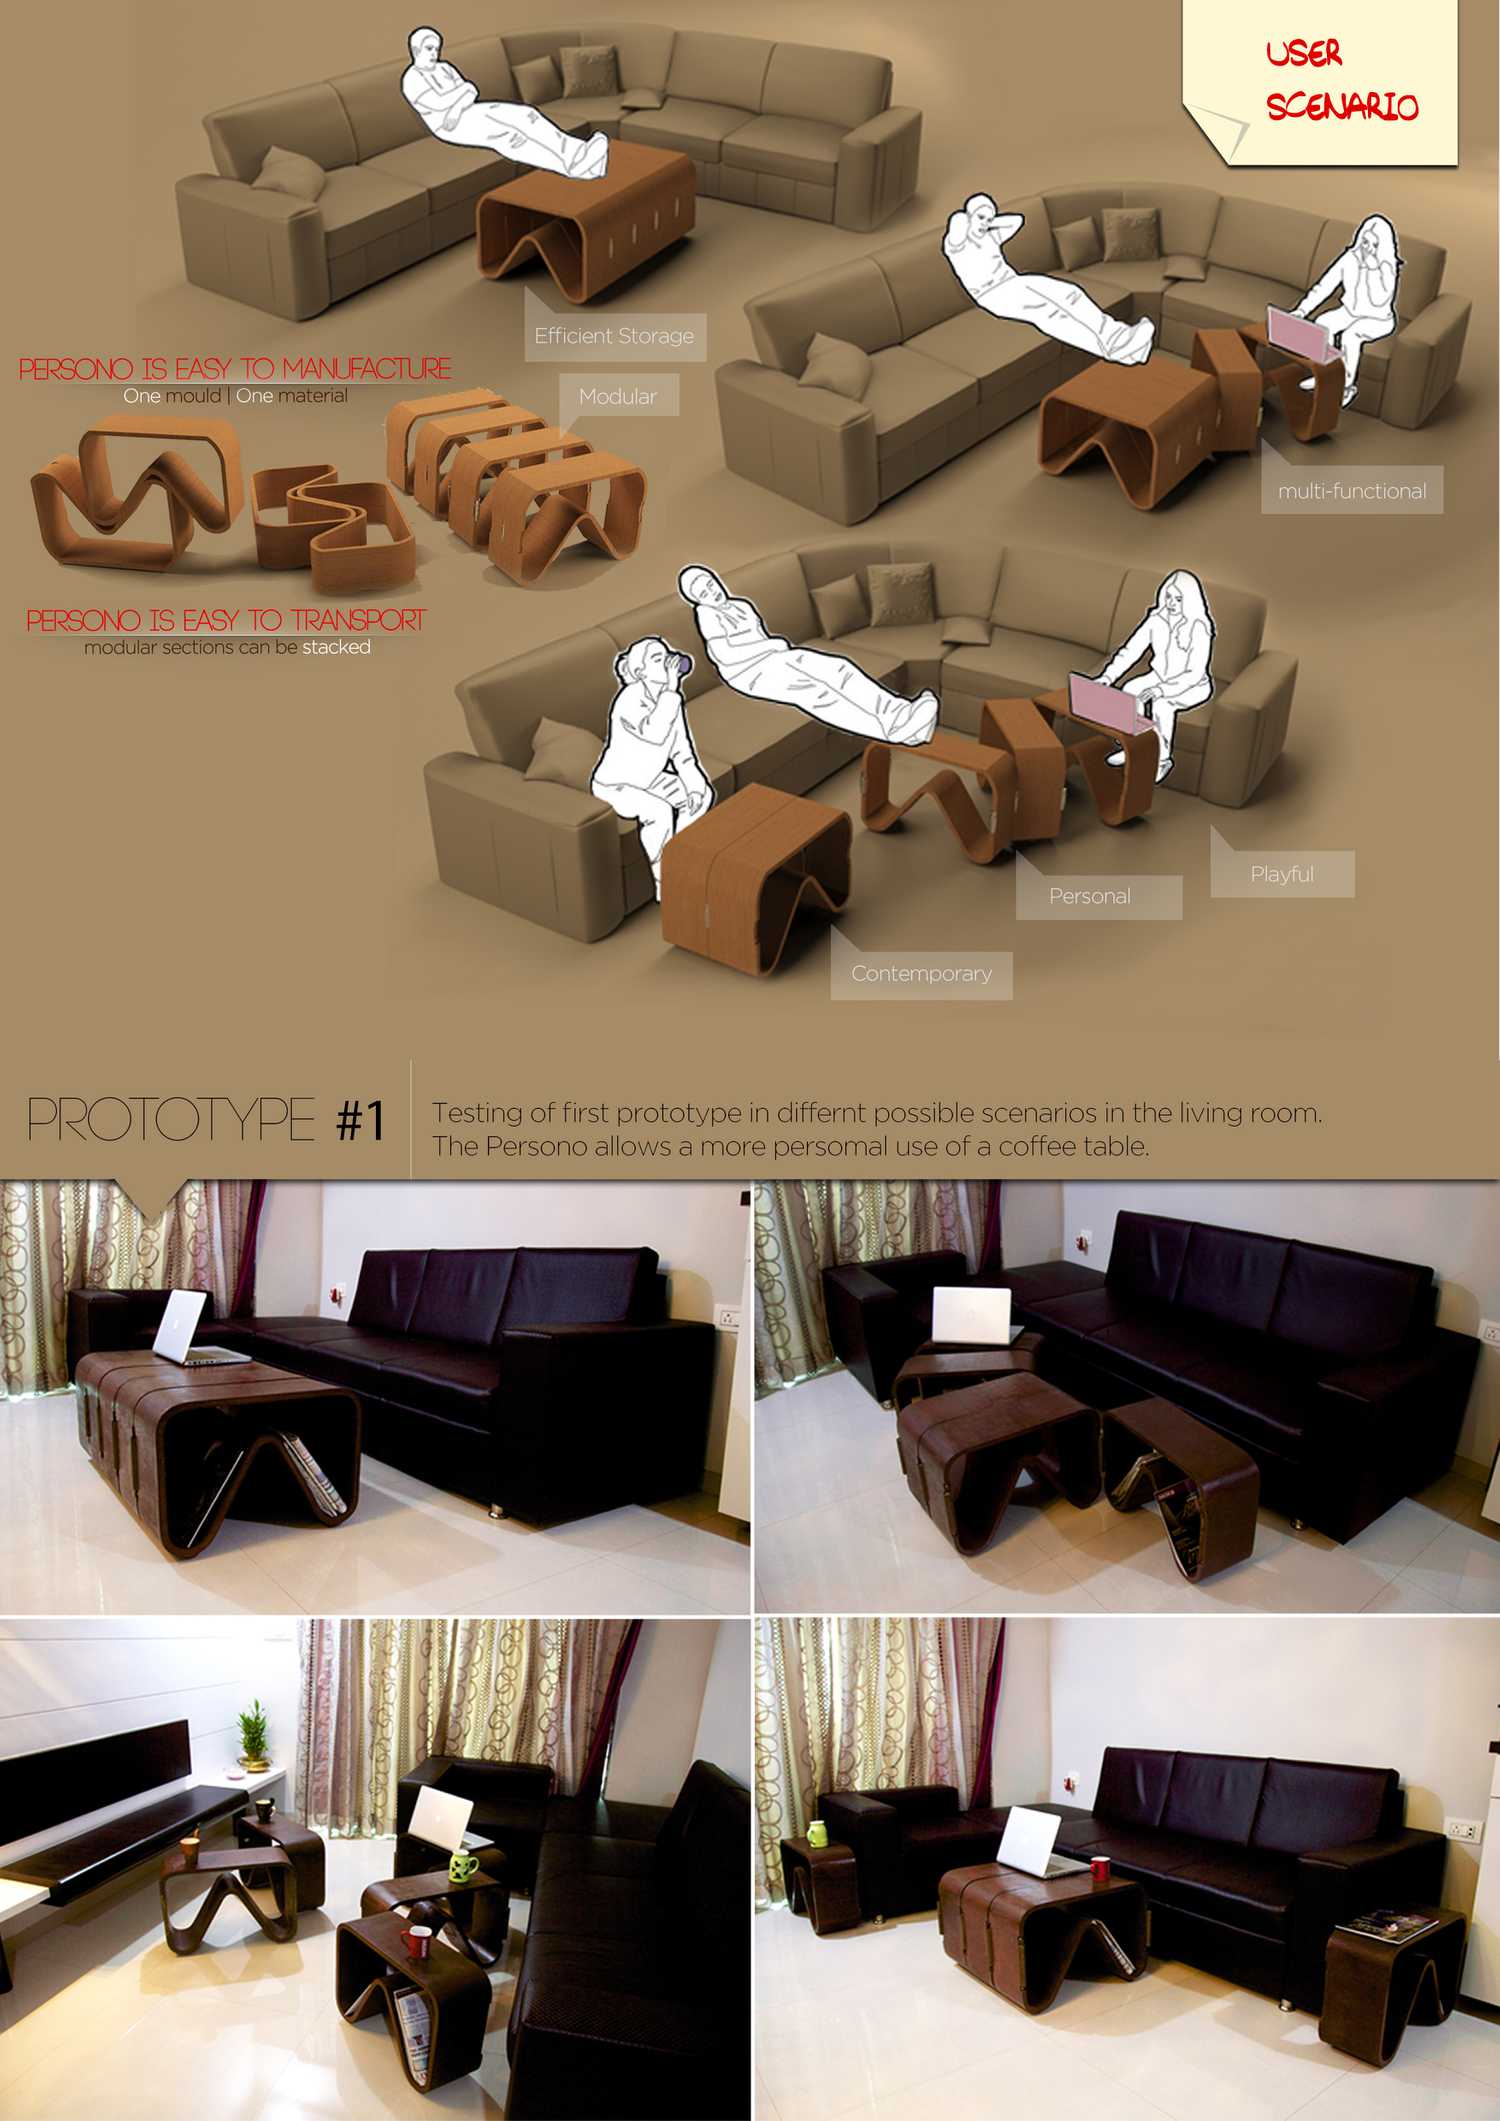 USER
SCENARIO
Efficient Storage
PERSONO IS EASY TO MANUFACTURE
One mould | One material
Modular
multi-functional
PERSONO IS EASY TO TRANSPORT
modular sections can be stacked
Playful
Personal
Contemporary
PROTOTYPE #1
Testing of first prototype in differnt possible scenarios in the living room.
The Persono allows a more persomal use of a coffee table.